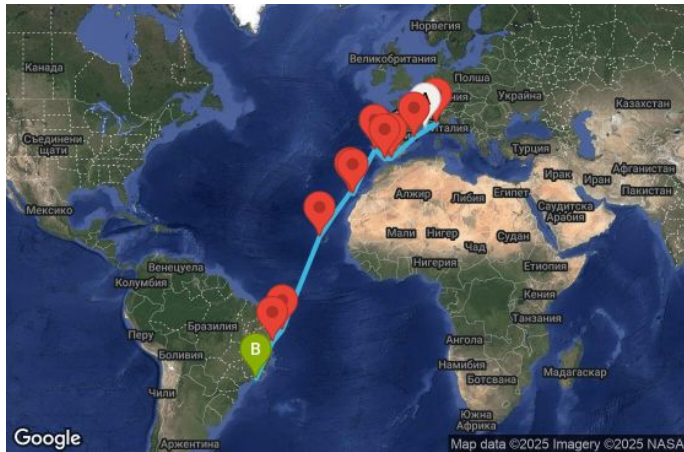 Норвегия
Канада
Великобритания
Полша
ания
Украйна
Казахстан
италия
Съединени
щати
Турция
Ирак
Афганистан
Иран
Пакистан
Алжир
Либия
Египет
Саудитска
Арабия
Мексико
Мали
Нигер
Чад
Судан
Венецуела
Нигерия
Етиопия
Колумбия
Кения
Танзания
Перу
Бразилия
Ангола
B
Боливия
Намибия
Мадагаскар
Ботсвана
Чили
Южна
Африка
Аржентина
Google
Map data ©2025 Imagery ©2025 NASA